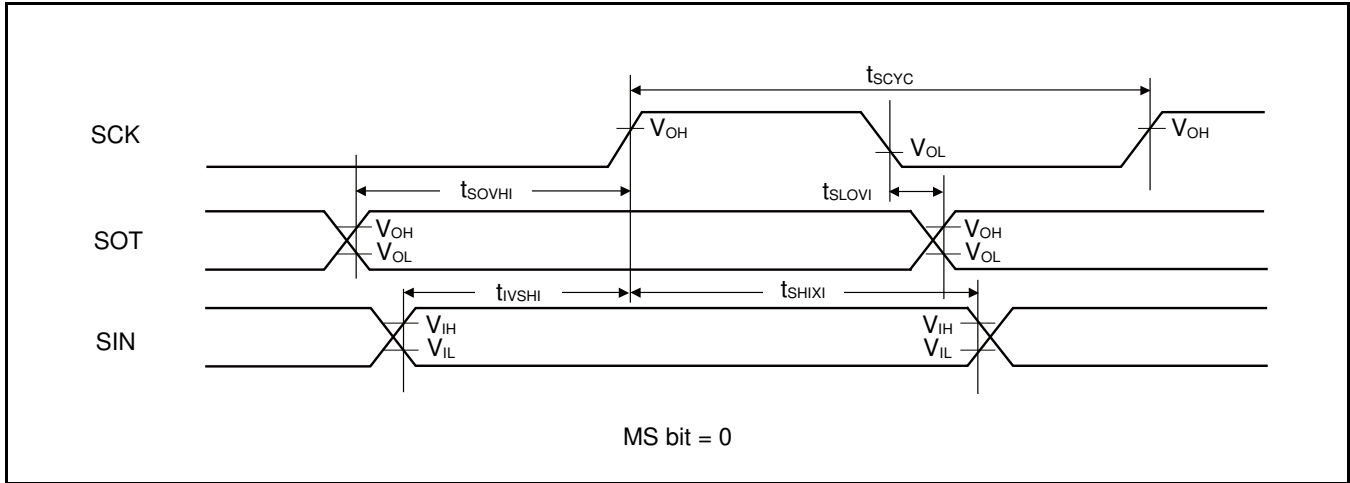 tSCYC
SCK
VOH
VOL
VOH
tSOVHI
tSLOVI
SOT
VOH
VOL
VOH
VOL
tIVSHI
tSHIXI
SIN
VIH
VIL
VIH
VIL
MS bit = 0